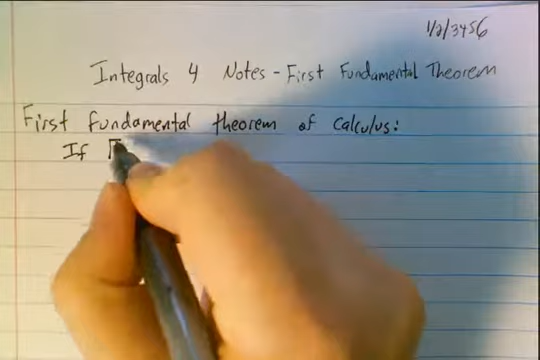 1/2/3456
Integrals 4 Notes - First Fundamental Theorem
First fundamental theorem of Calculus:
If